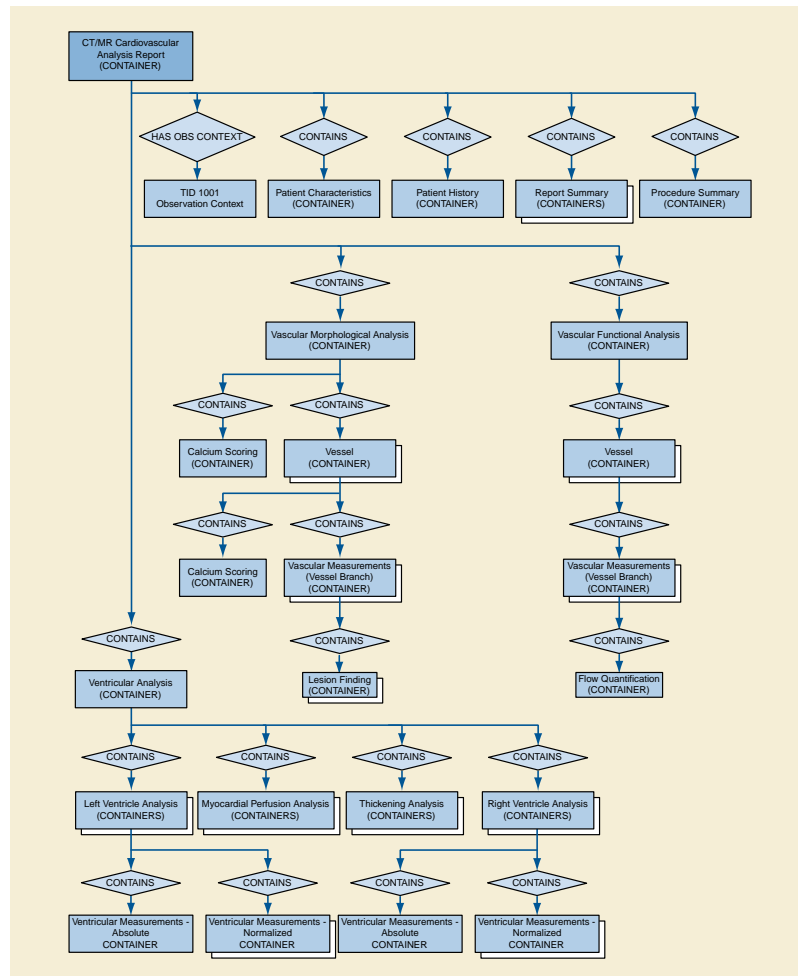 CT/MR Cardiovascular
Analysis Report
(CONTAINER)
HAS OBS CONTEXT
CONTAINS
CONTAINS
CONTAINS
CONTAINS
TID 1001
Observation Context
Patient Characteristics
(CONTAINER)
Patient History
(CONTAINER)
Report Summary
(CONTAINERS)
Procedure Summary
(CONTAINER)
CONTAINS
CONTAINS
Vascular Morphological Analysis
(CONTAINER)
Vascular Functional Analysis
(CONTAINER)
CONTAINS
CONTAINS
CONTAINS
Calcium Scoring
(CONTAINER)
Vessel
(CONTAINER)
Vessel
(CONTAINER)
CONTAINS
CONTAINS
CONTAINS
Calcium Scoring
(CONTAINER)
Vascular Measurements
(Vessel Branch)
(CONTAINER)
Vascular Measurements
(Vessel Branch)
(CONTAINER)
CONTAINS
CONTAINS
CONTAINS
Ventricular Analysis
(CONTAINER)
Lesion Finding
(CONTAINER)
Flow Quantification
(CONTAINER)
CONTAINS
CONTAINS
CONTAINS
CONTAINS
Left Ventricle Analysis
(CONTAINERS)
Myocardial Perfusion Analysis
(CONTAINERS)
Thickening Analysis
(CONTAINERS)
Right Ventricle Analysis
(CONTAINERS)
CONTAINS
CONTAINS
CONTAINS
CONTAINS
Ventricular Measurements -
Absolute
CONTAINER
Ventricular Measurements -
Normalized
CONTAINER
Ventricular Measurements -
Absolute
CONTAINER
Ventricular Measurements -
Normalized
CONTAINER